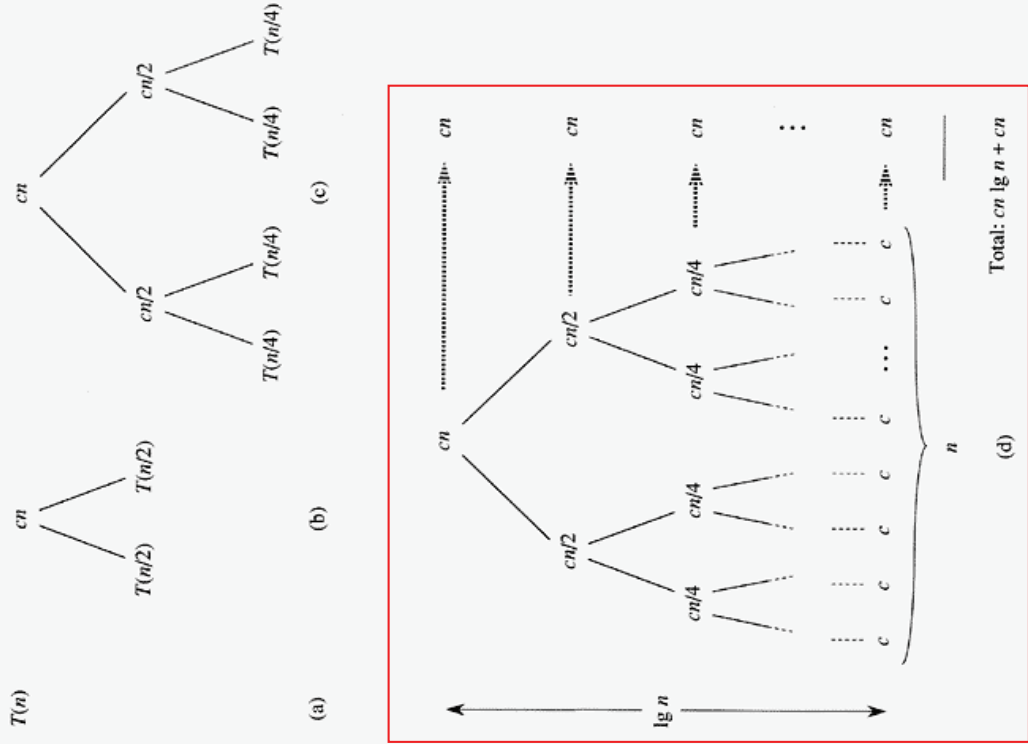 T(n) cn cn
T(n/2) T(n/2) cn/2 cn/2
T(n/4) T(n/4) T(n/4) T(n/4)
(a) (b) (c)
cn cn
cn/2 cn/2 cn
lg n
cn/4 cn/4 cn/4 cn/4 cn
...
c c c c c ... c c cn
n
Total: cn lg n + cn
(d)